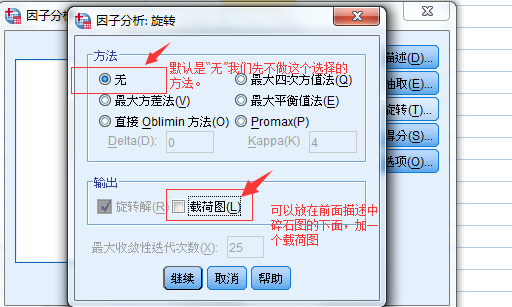 因子分析
因子分析: 旋转
方法
无
默认是"无"我们先不做这个选择的
方法。
最大四次方值法(Q)
最大方差法(V)
最大平衡值法(E)
直接 Oblimin 方法(O)
Promax(P)
Delta(D):
0
Kappa(K)
4
输出
旋转解(R)
载荷图(L)
可以放在前面描述中
碎石图的下面，加一
个载荷图
最大收敛性迭代次数(X):
25
继续
取消
帮助
描述(D)...
抽取(E)...
旋转(T)...
得分(S)...
选项(O)...